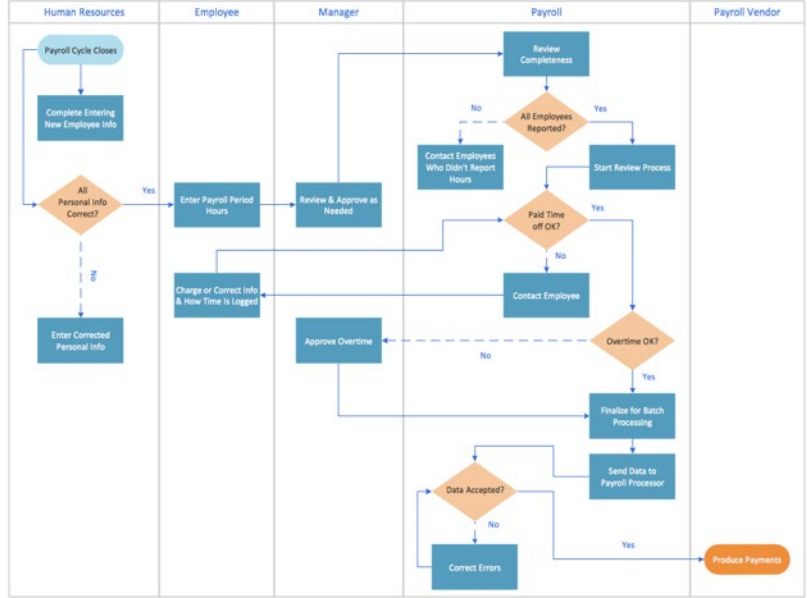 Human Resources
Employee
Manager
Payroll
Payroll Vendor
Payroll Cycle Closes
Review
Completeness
Complete Entering
New Employee Info
No
All Employees
Reported?
Yes
Contact Employees
Who Didn't Report
Hours
Start Review Process
All
Personal Info
Correct?
Yes
Enter Payroll Period
Hours
Review & Approve as
Needed
Paid Time
off OK?
Yes
No
No
Charge or Correct Info
& How Time Is Logged
Contact Employee
Enter Corrected
Personal Info
Approve Overtime
No
Overtime OK?
Yes
Finalize for Batch
Processing
Send Data to
Payroll Processor
Data Accepted?
No
Yes
Correct Errors
Produce Payments